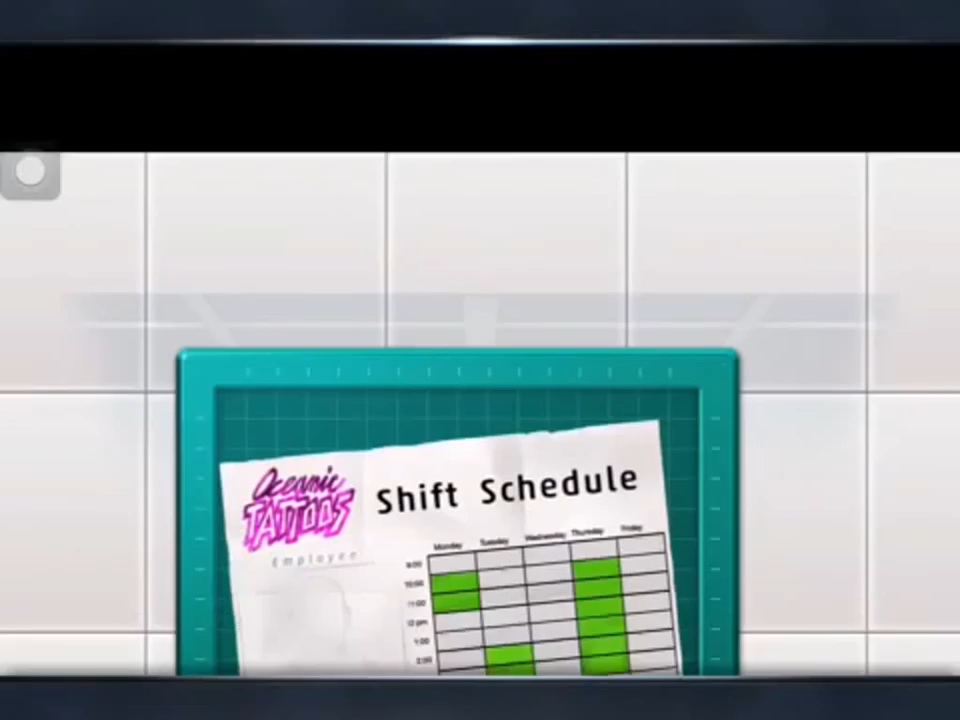 Oceanic
TATTOOS
Shift Schedule
Employee
Monday Tuesday Wednesday Thursday Friday
9:00
10:00
11:00
12 pm
1:00
2:00